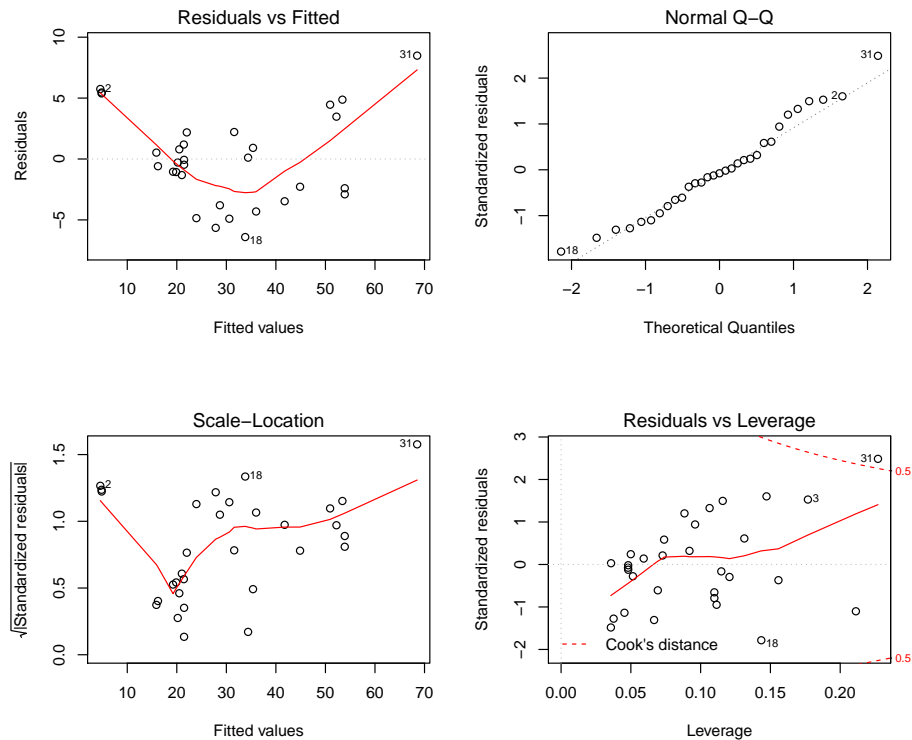 Residuals vs Fitted
Residuals
10
5
0
−5
2
31
18
10 20 30 40 50 60 70
Fitted values
Normal Q−Q
Standardized residuals
2
1
0
−1
31
2
18
−2 −1 0 1 2
Theoretical Quantiles
Scale−Location
√|Standardized residuals|
1.5
1.0
0.5
0.0
2
18
31
10 20 30 40 50 60 70
Fitted values
Residuals vs Leverage
Standardized residuals
3
2
1
0
−1
−2
31
3
18
0.5
0.5
Cook's distance
0.00 0.05 0.10 0.15 0.20
Leverage